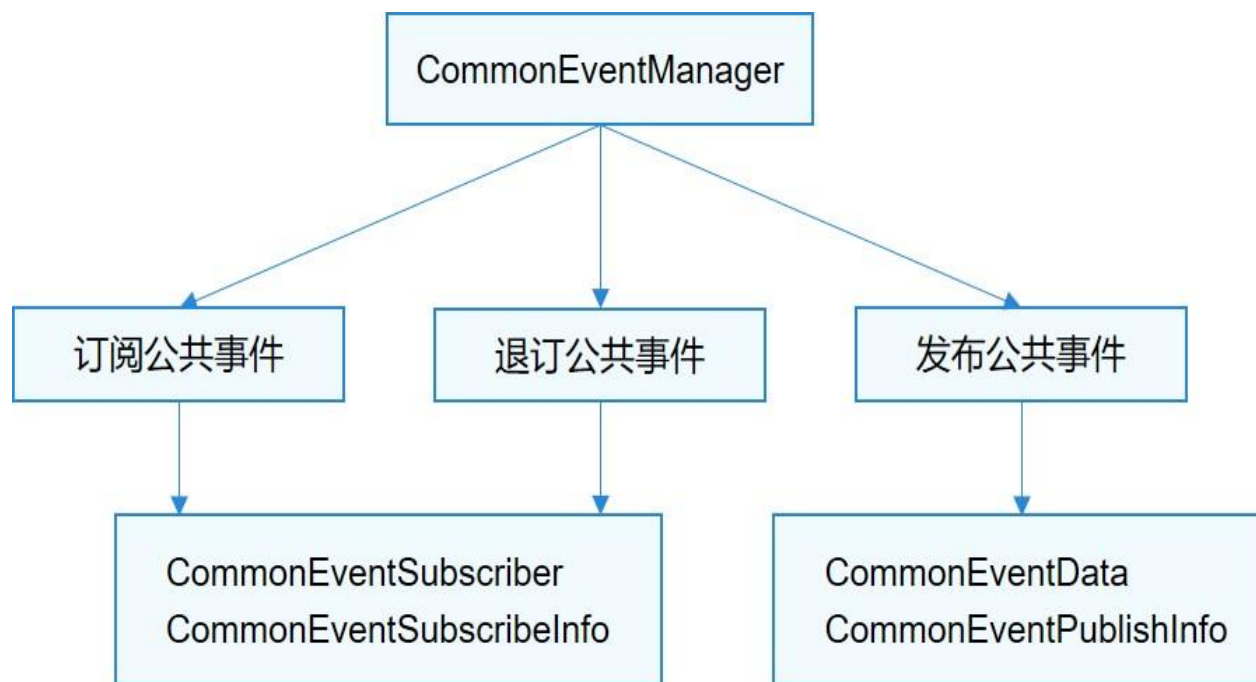 CommonEventManager
订阅公共事件
退订公共事件
发布公共事件
CommonEventSubscriber
CommonEventSubscribeInfo
CommonEventData
CommonEventPublishInfo